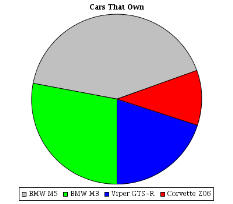 Cars That Own
BMW M5 BMW M3 Viper GTS-R Corvette Z06